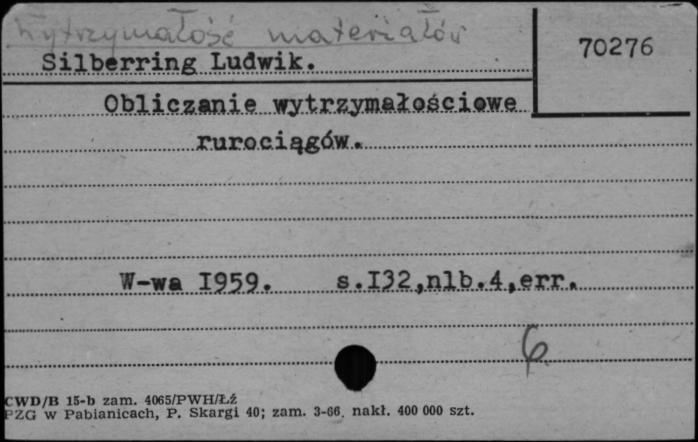 Wytrzymałość materiałów
70276
Silberring Ludwik.
Obliczanie wytrzymałościowe
rurociągów.
W-wa I959. s.I32,nlb.4,err.
6
CWD/B 15-b zam. 4065/PWH/Łź
PZG w Pabianicach, P. Skargi 40; zam. 3-66. nakł. 400 000 szt.